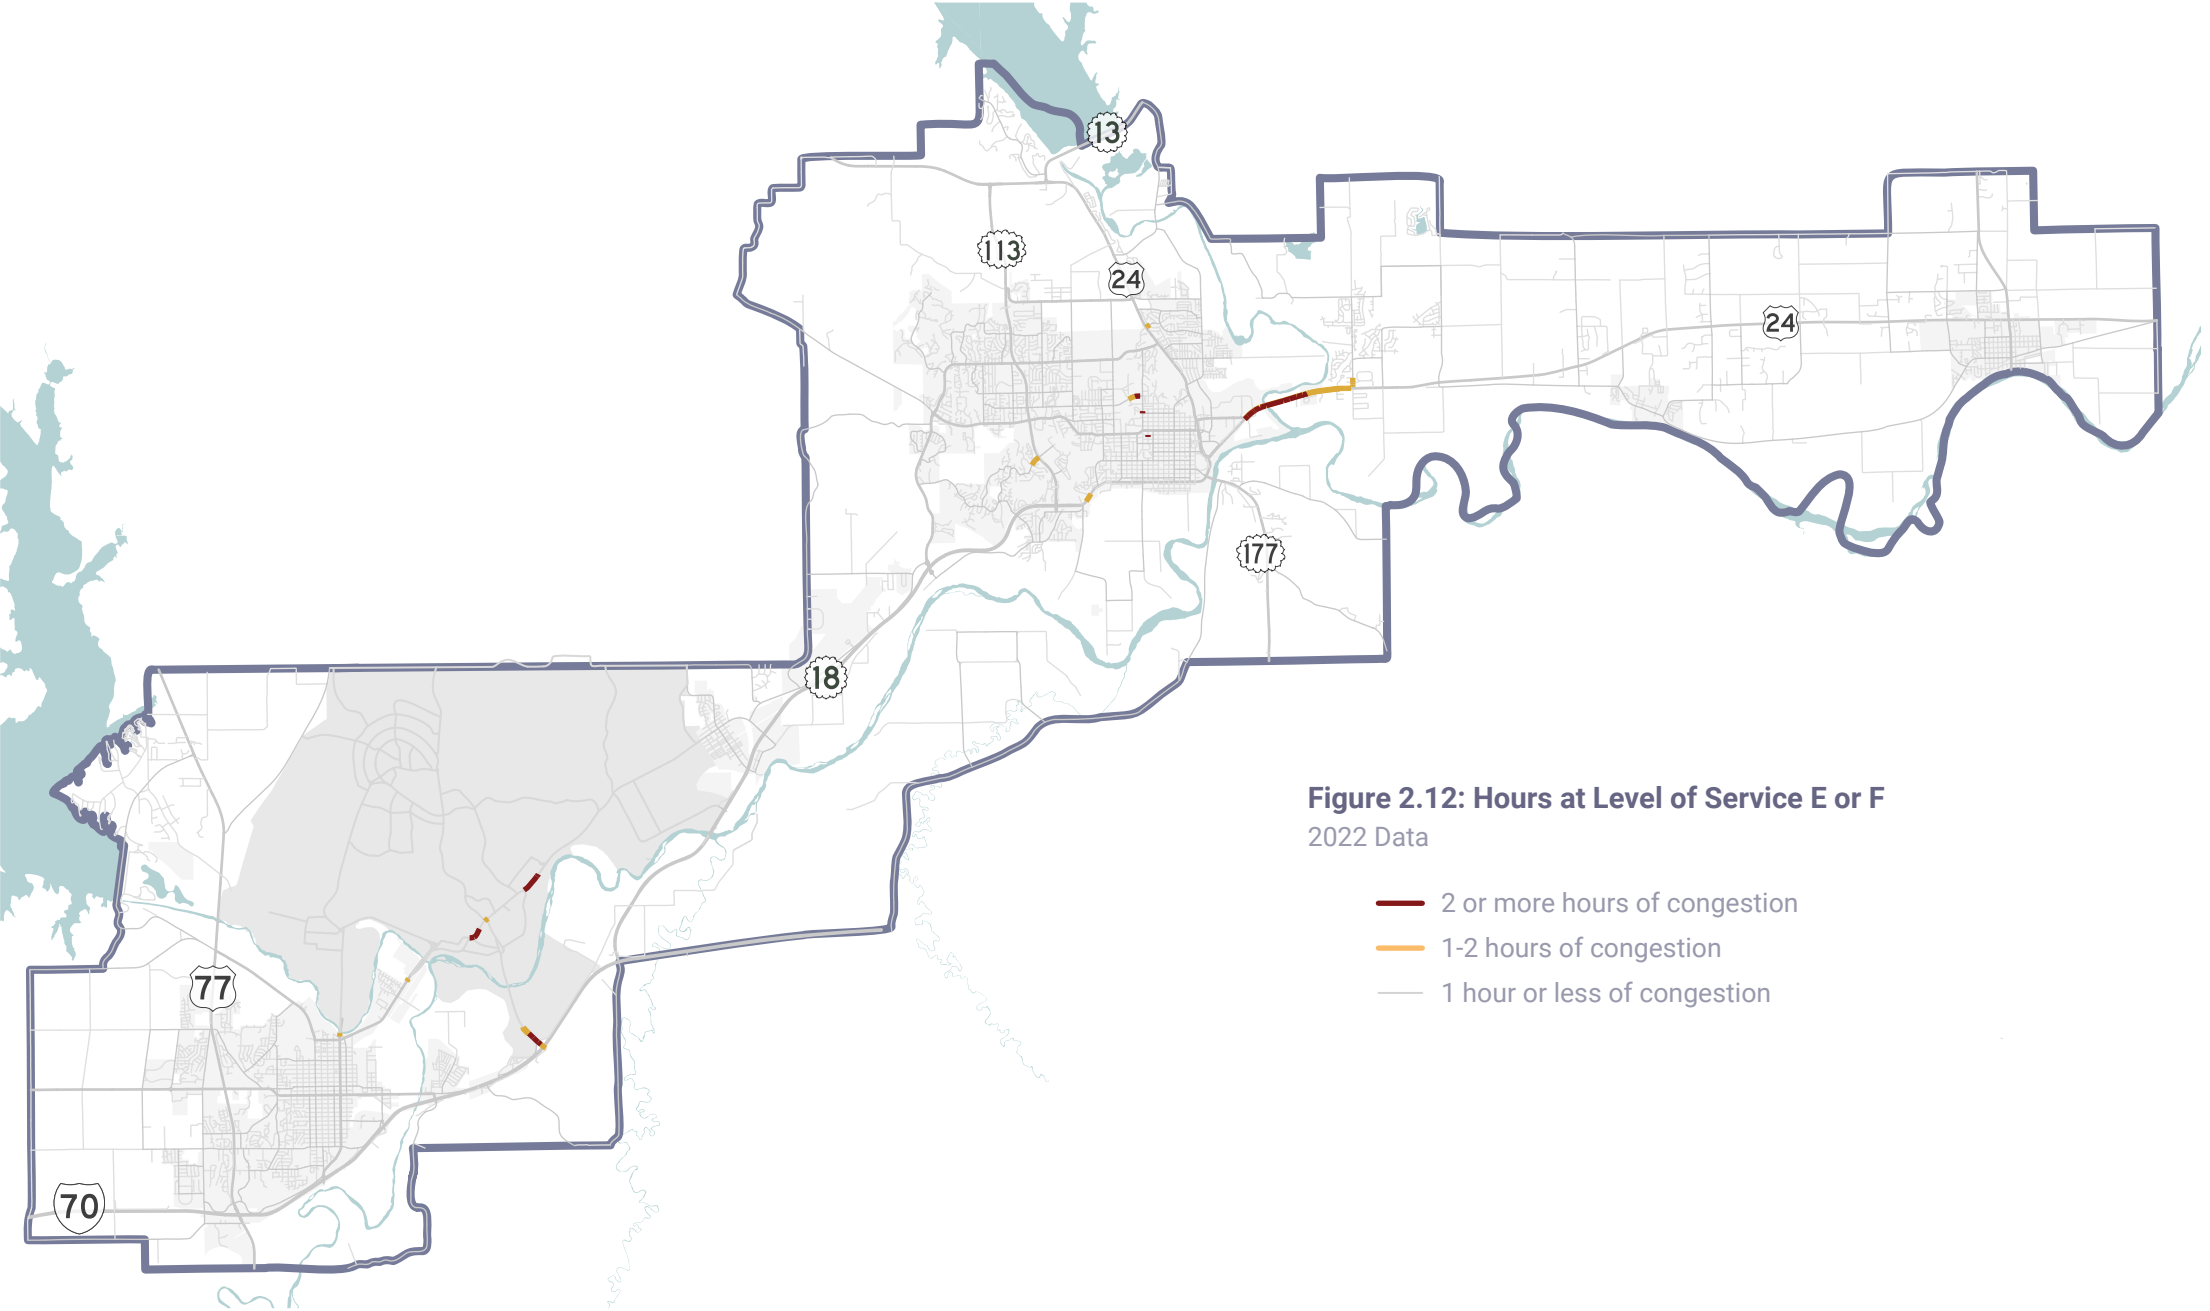 13
113
24
24
177
18
Figure 2.12: Hours at Level of Service E or F
2022 Data
2 or more hours of congestion
1-2 hours of congestion
1 hour or less of congestion
77
70